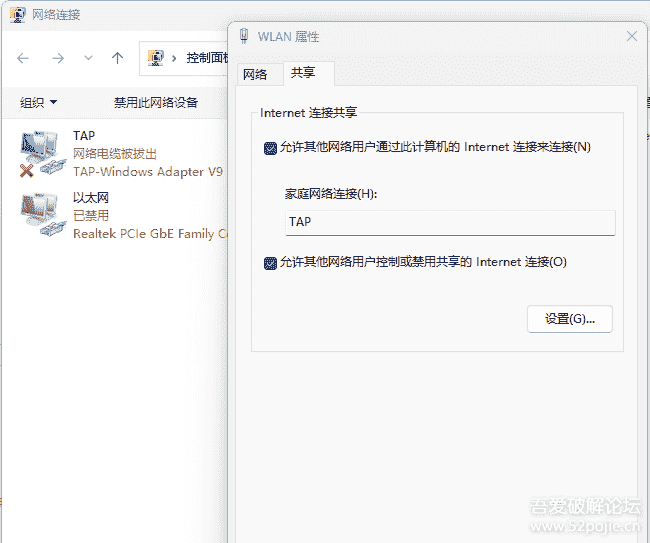 网络连接
WLAN 属性
控制面板
网络
共享
组织
禁用此网络设备
Internet 连接共享
TAP
网络电缆被拔出
TAP-Windows Adapter V9
允许其他网络用户通过此计算机的 Internet 连接来连接(N)
以太网
已禁用
Realtek PCIe GbE Family C
家庭网络连接(H):
TAP
允许其他网络用户控制或禁用共享的 Internet 连接(O)
设置(G)...
吾爱破解论坛
www.52pojie.cn